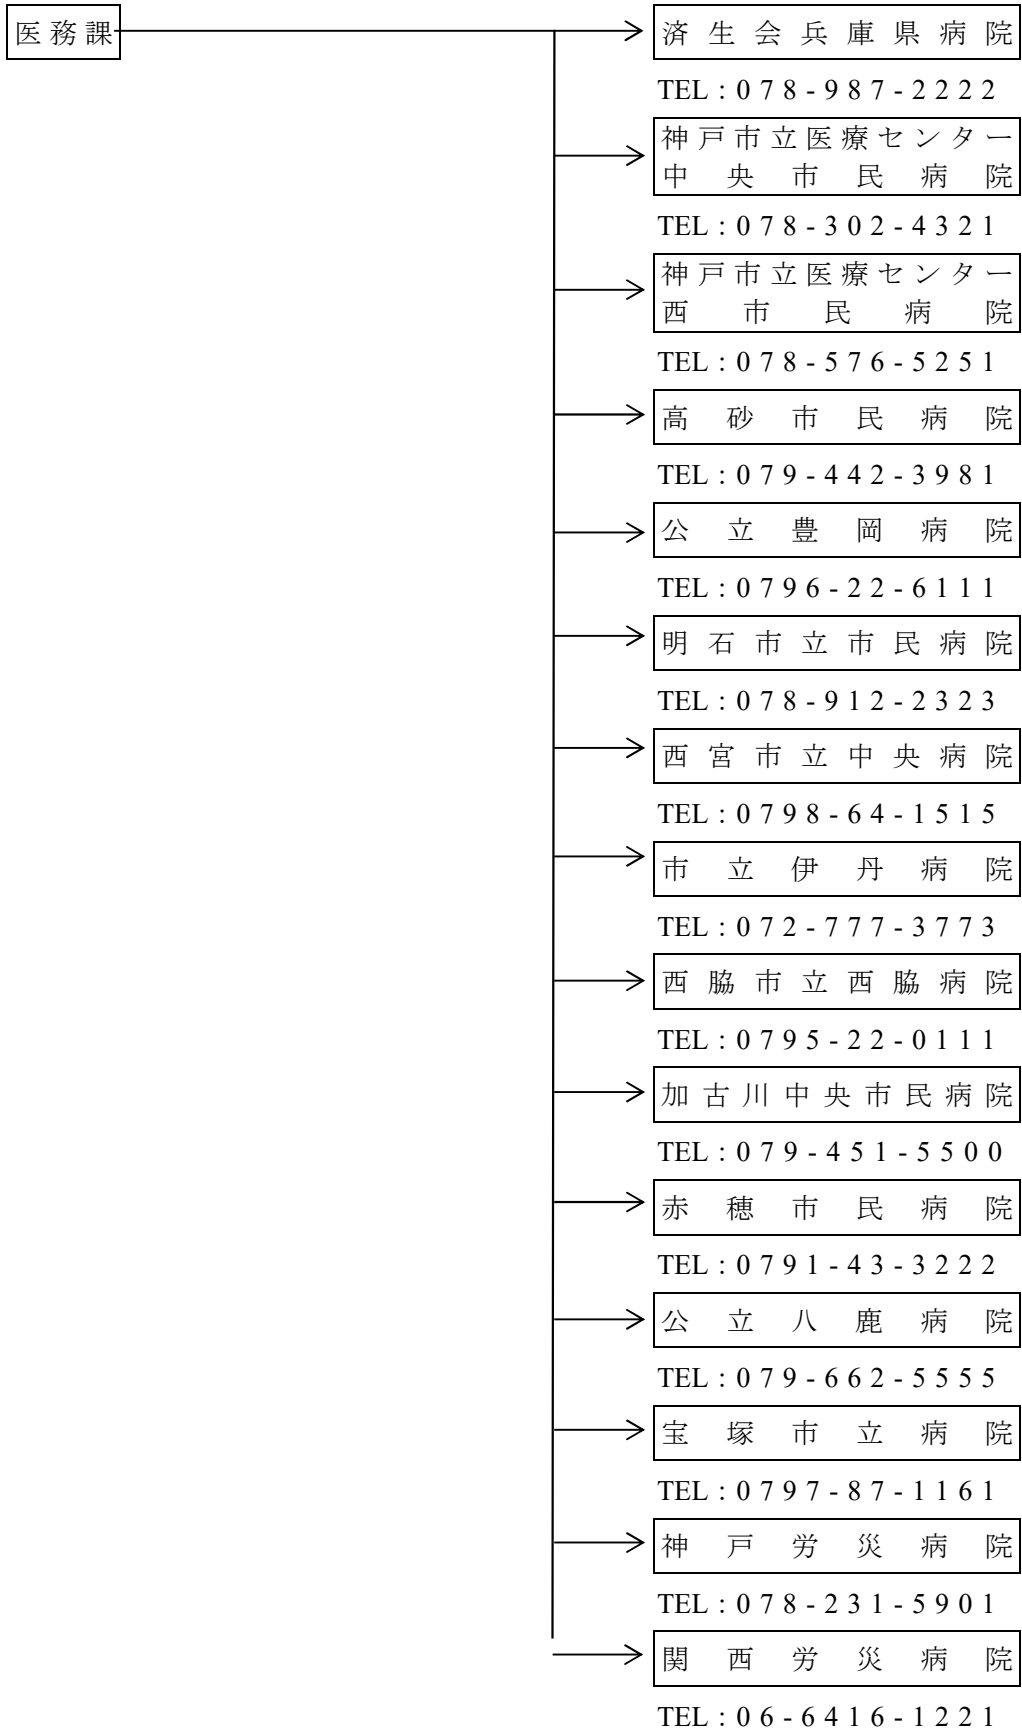 医務課
済生会兵庫県病院
TEL:078-987-2222
神戸市立医療センター
中央市民病院
TEL:078-302-4321
神戸市立医療センター
西市民病院
TEL:078-576-5251
高砂市民病院
TEL:079-442-3981
公立豊岡病院
TEL:0796-22-6111
明石市立市民病院
TEL:078-912-2323
西宮市立中央病院
TEL:0798-64-1515
市立伊丹病院
TEL:072-777-3773
西脇市立西脇病院
TEL:0795-22-0111
加古川中央市民病院
TEL:079-451-5500
赤穂市民病院
TEL:0791-43-3222
公立八鹿病院
TEL:079-662-5555
宝塚市立病院
TEL:0797-87-1161
神戸労災病院
TEL:078-231-5901
関西労災病院
TEL:06-6416-1221